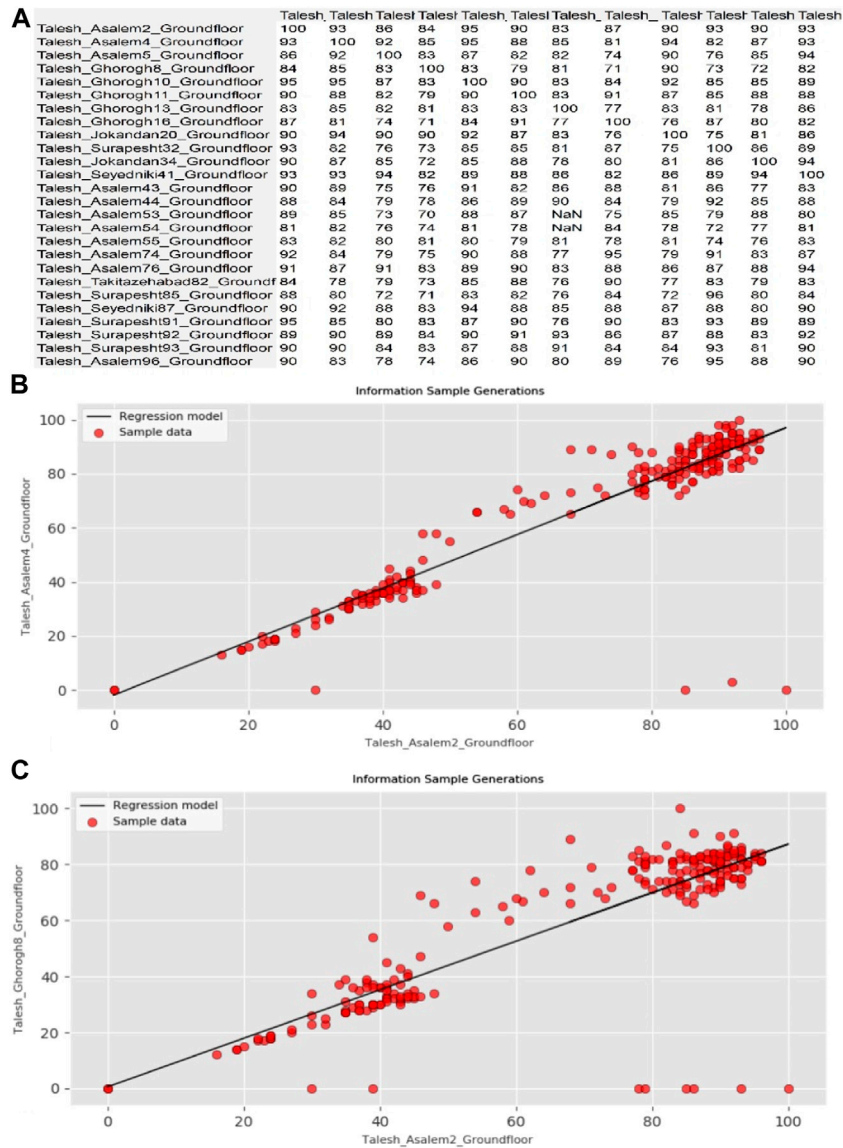 A
Talesh_ Talesh_ Talesh_ Talesh_ Talesh_ Talesh_ Talesh_ Talesh_ Talesh_ Talesh_ Talesh_ Talesh
Talesh_Asalem2_Groundfloor 100 93 86 84 95 90 83 87 90 93 90 93
Talesh_Asalem4_Groundfloor 93 100 92 85 95 88 85 81 94 82 87 93
Talesh_Asalem5_Groundfloor 86 92 100 83 87 82 82 74 90 76 85 94
Talesh_Ghorogh8_Groundfloor 84 85 83 100 83 79 81 71 90 73 72 82
Talesh_Ghorogh10_Groundfloor 95 95 87 83 100 90 83 84 92 85 85 89
Talesh_Ghorogh11_Groundfloor 90 88 82 79 90 100 83 91 87 85 88 88
Talesh_Ghorogh13_Groundfloor 83 85 82 81 83 83 100 77 83 81 78 86
Talesh_Ghorogh16_Groundfloor 87 81 74 71 84 91 77 100 76 87 80 82
Talesh_Jokandan20_Groundfloor 90 94 90 90 92 87 83 76 100 75 81 86
Talesh_Surapesht32_Groundfloor 93 82 76 73 85 85 81 87 75 100 86 89
Talesh_Jokandan34_Groundfloor 90 87 85 72 85 88 78 80 81 86 100 94
Talesh_Seyedniki41_Groundfloor 93 93 94 82 89 88 86 82 86 89 94 100
Talesh_Asalem43_Groundfloor 90 89 75 76 91 82 86 88 81 86 77 83
Talesh_Asalem44_Groundfloor 88 84 79 78 86 89 90 84 79 92 85 88
Talesh_Asalem53_Groundfloor 89 85 73 70 88 87 NaN 75 85 79 88 80
Talesh_Asalem54_Groundfloor 81 82 76 74 81 78 NaN 84 78 72 77 81
Talesh_Asalem55_Groundfloor 83 82 80 81 80 79 81 78 81 74 76 83
Talesh_Asalem74_Groundfloor 92 84 79 75 90 88 77 95 79 91 83 87
Talesh_Asalem76_Groundfloor 91 87 91 83 89 90 83 88 86 87 88 94
Talesh_Takitazehabad82_Groundf 84 78 79 73 85 88 76 90 77 83 79 83
Talesh_Surapesht85_Groundfloor 88 80 72 71 83 82 76 84 72 96 80 84
Talesh_Seyedniki87_Groundfloor 90 92 88 83 94 88 85 88 87 88 80 90
Talesh_Surapesht91_Groundfloor 95 85 80 83 87 90 76 90 83 93 89 89
Talesh_Surapesht92_Groundfloor 89 90 89 84 90 91 93 86 87 88 83 92
Talesh_Surapesht93_Groundfloor 90 90 84 83 87 88 91 84 84 93 81 90
Talesh_Asalem96_Groundfloor 90 83 78 74 86 90 80 89 76 95 88 90
B
Information Sample Generations
Regression model
Sample data
100
80
60
40
20
0
Talesh_Asalem4_Groundfloor
0 20 40 60 80 100
Talesh_Asalem2_Groundfloor
C
Information Sample Generations
Regression model
Sample data
100
80
60
40
20
0
Talesh_Ghorogh8_Groundfloor
0 20 40 60 80 100
Talesh_Asalem2_Groundfloor